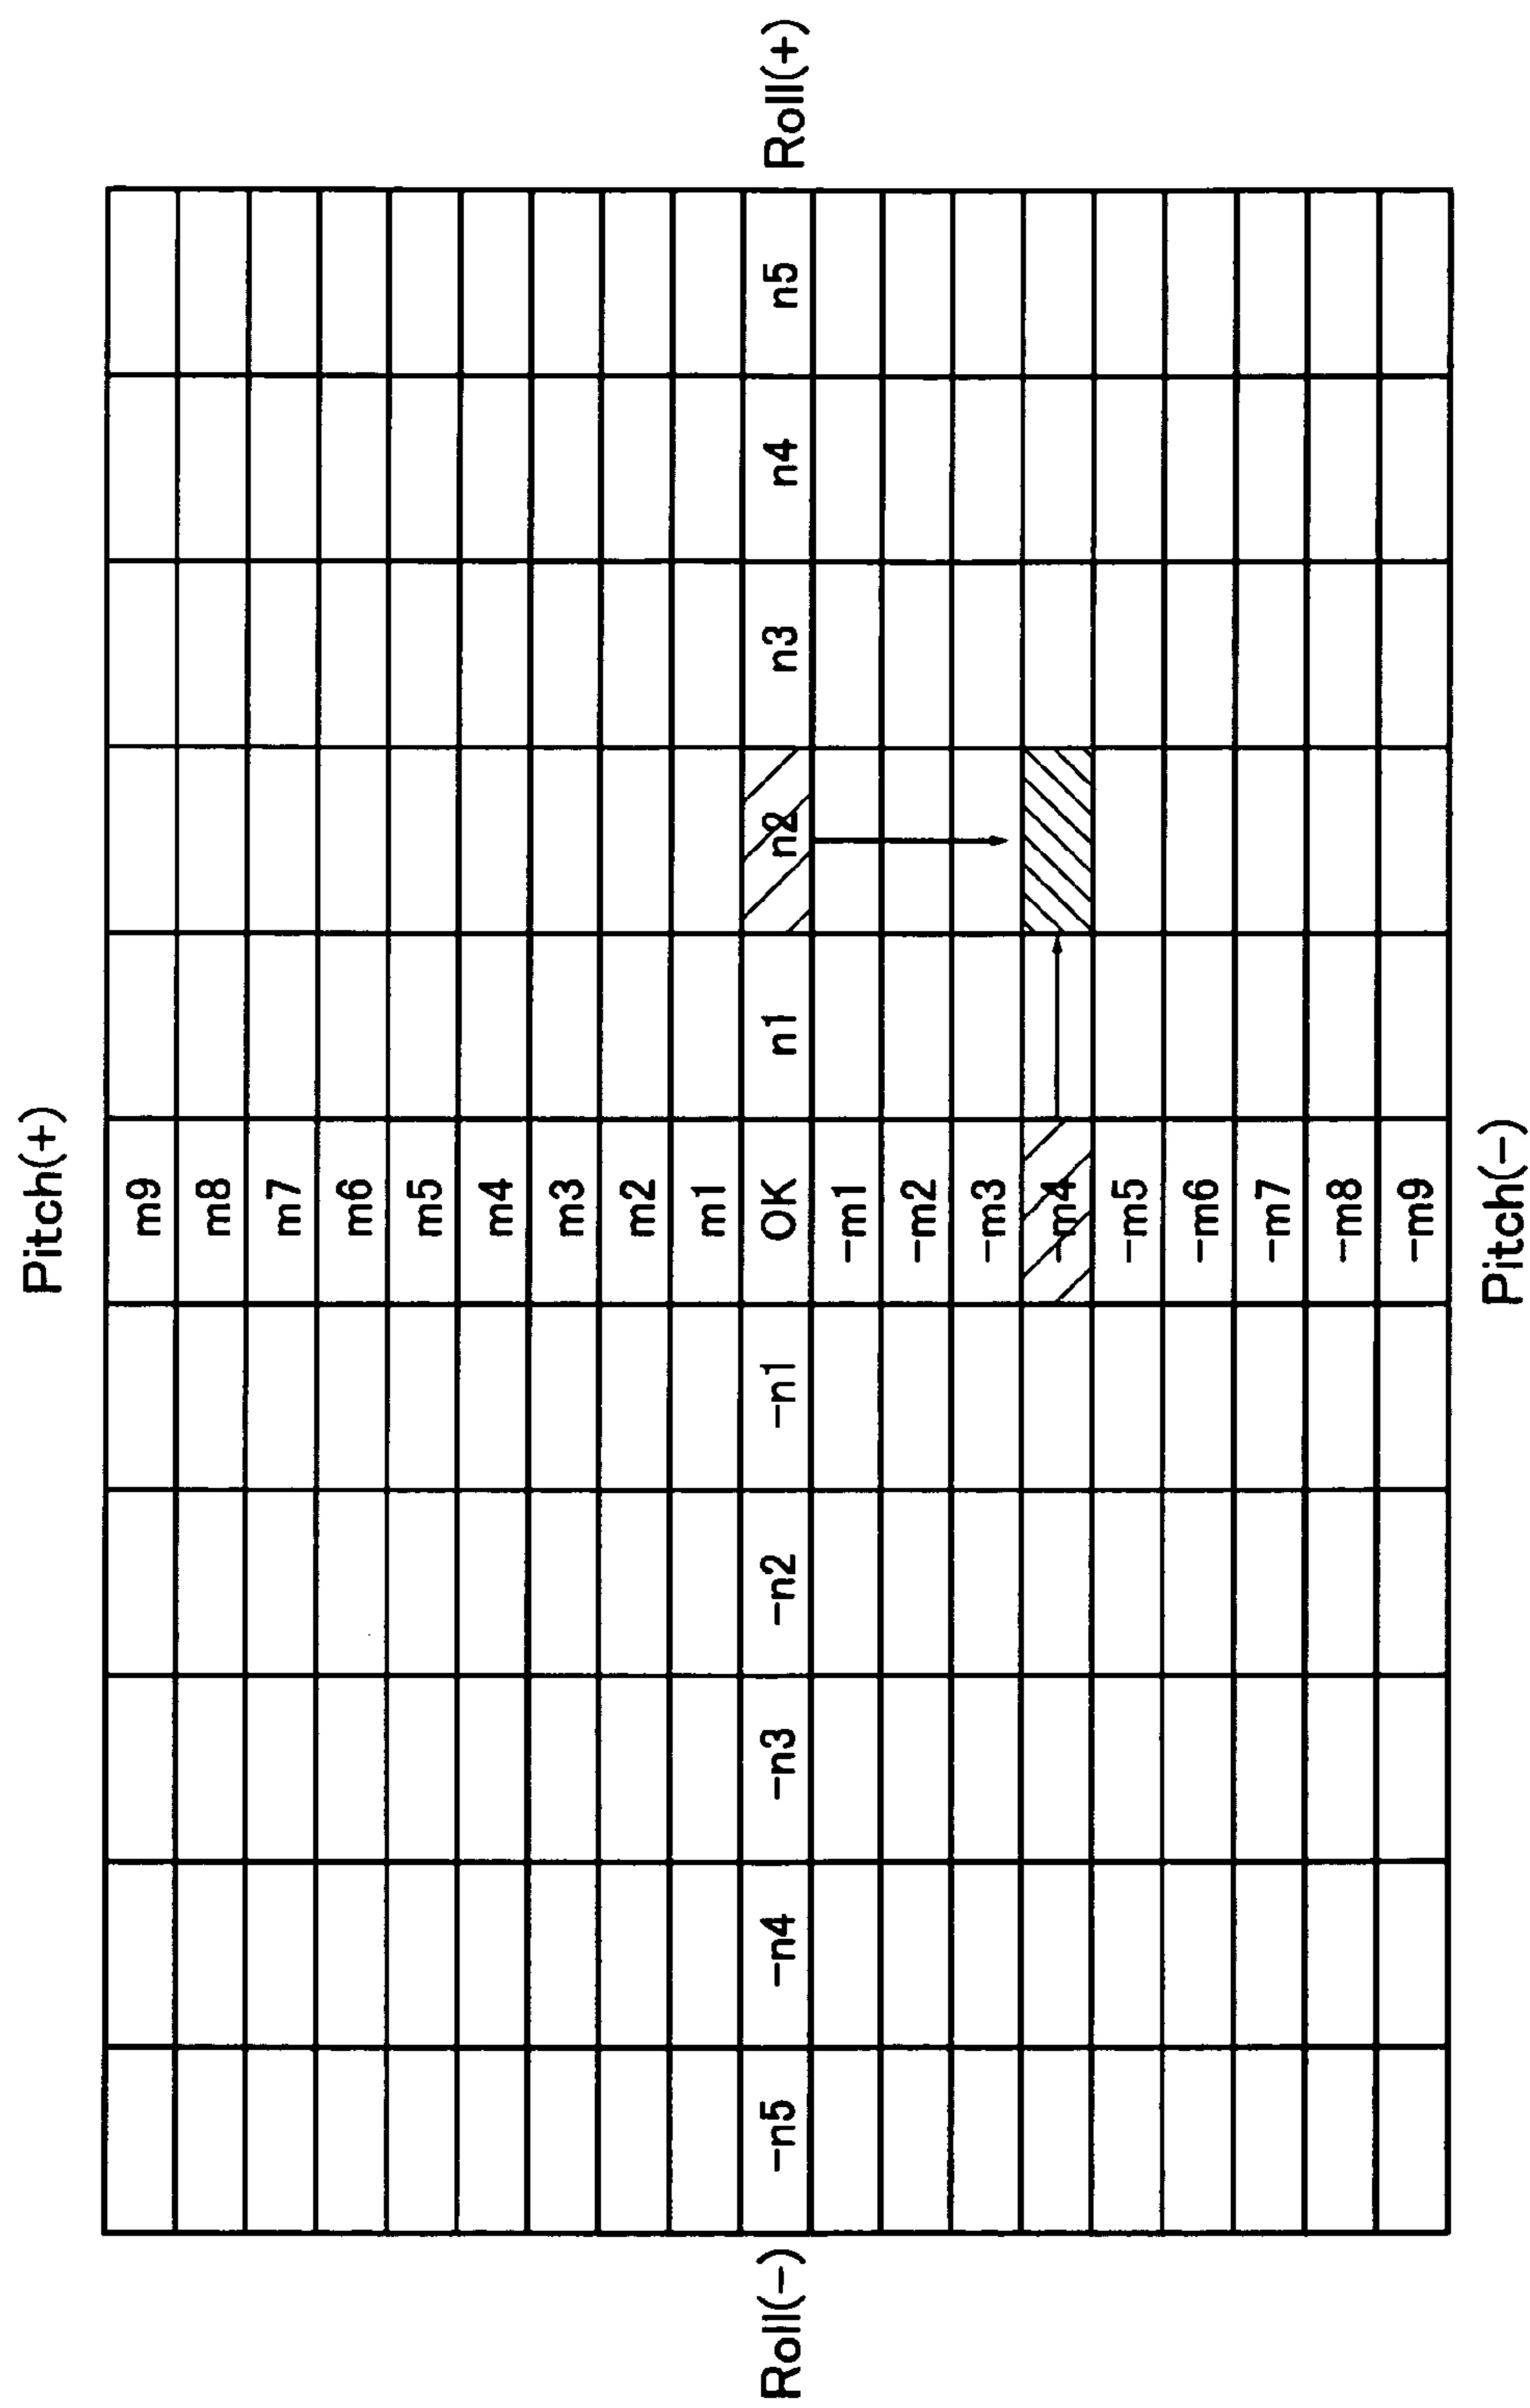 Pitch(+)
m9
m8
m7
m6
m5
m4
m3
m2
m1
Roll(−) −n5 −n4 −n3 −n2 −n1 OK n1 n2 n3 n4 n5 Roll(+)
−m1
−m2
−m3
−m4
−m5
−m6
−m7
−m8
−m9
Pitch(−)